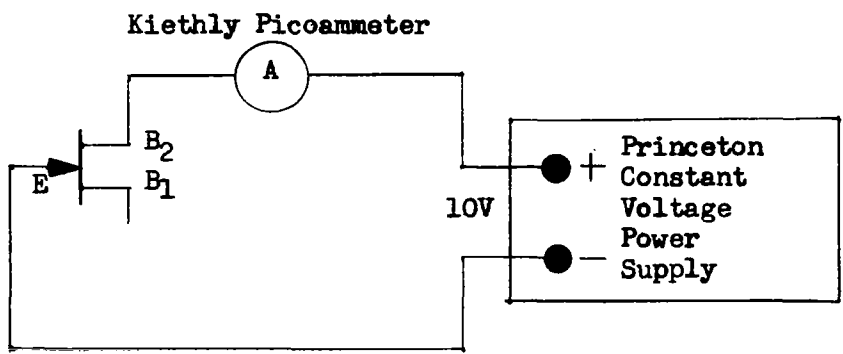 Kiethly Picoammeter
A
B2
B1
E
10V
+ Princeton
Constant
Voltage
Power
− Supply